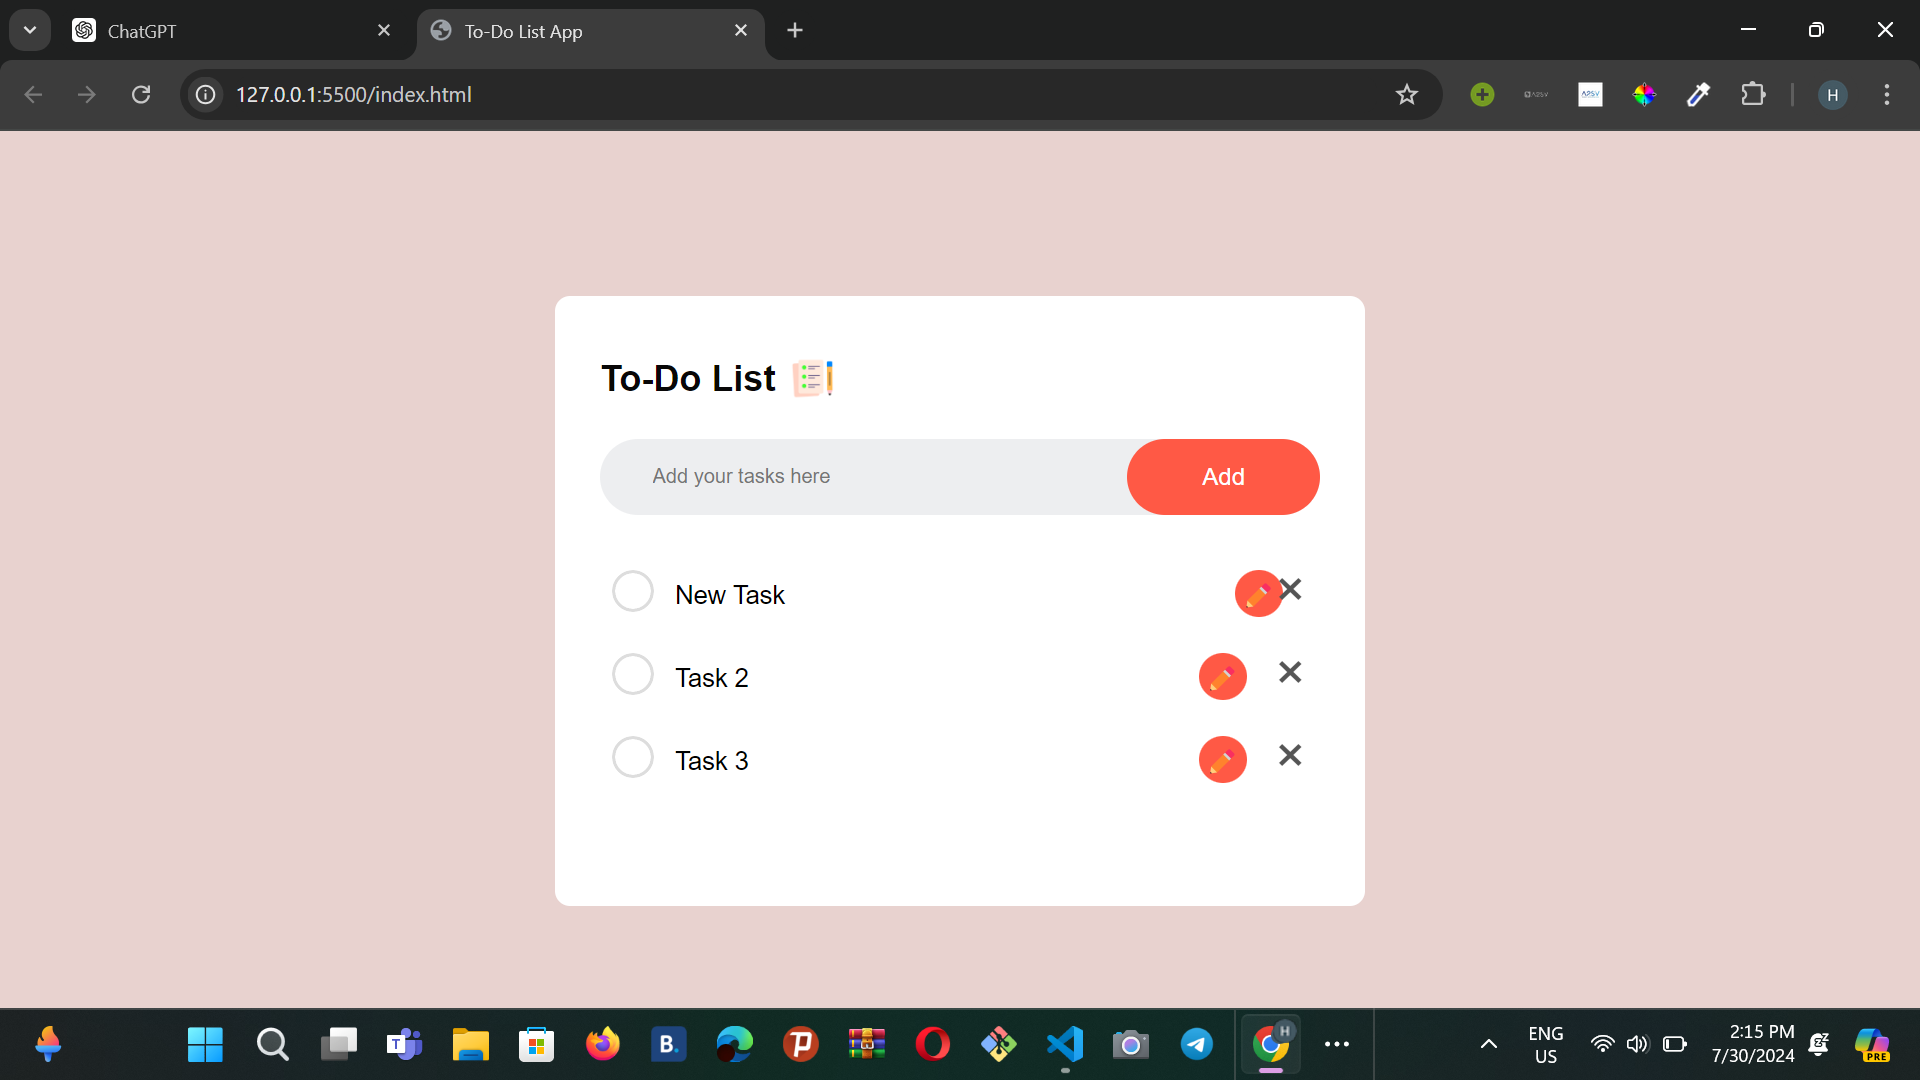 ChatGPT
To-Do List App
127.0.0.1:5500/index.html
H
To-Do List
Add your tasks here
Add
New Task
Task 2
Task 3
T
B.
H
ENG
US
2:15 PM
7/30/2024
PRE